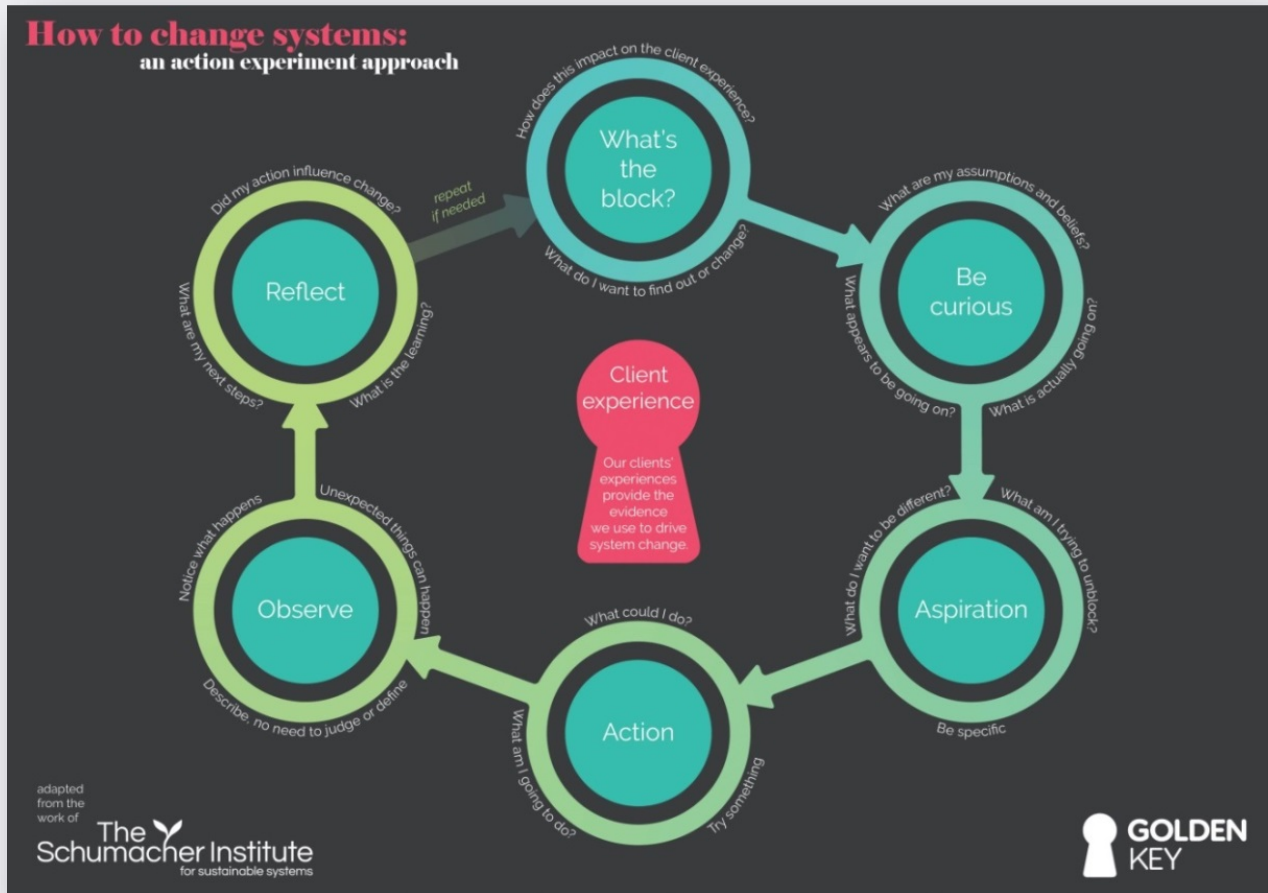 How to change systems:
an action experiment approach
How does this impact on the client experience?
What's
the
block?
What do I want to find out or change?
What are my assumptions and beliefs?
Be
curious
What appears to be going on?
What is actually going on?
What do I want to be different?
What am I trying to unblock?
Aspiration
Be specific
What could I do?
Action
What am I going to do?
Try something
Notice what happens
Unexpected things can happen
Observe
Describe, no need to judge or define
Did my action influence change?
Reflect
What are my next steps?
What is the learning?
repeat
if needed
Client
experience
Our clients'
experiences
provide the
evidence
we use to drive
system change.
adapted
from the
work of
The
Schumacher Institute
for sustainable systems
GOLDEN
KEY